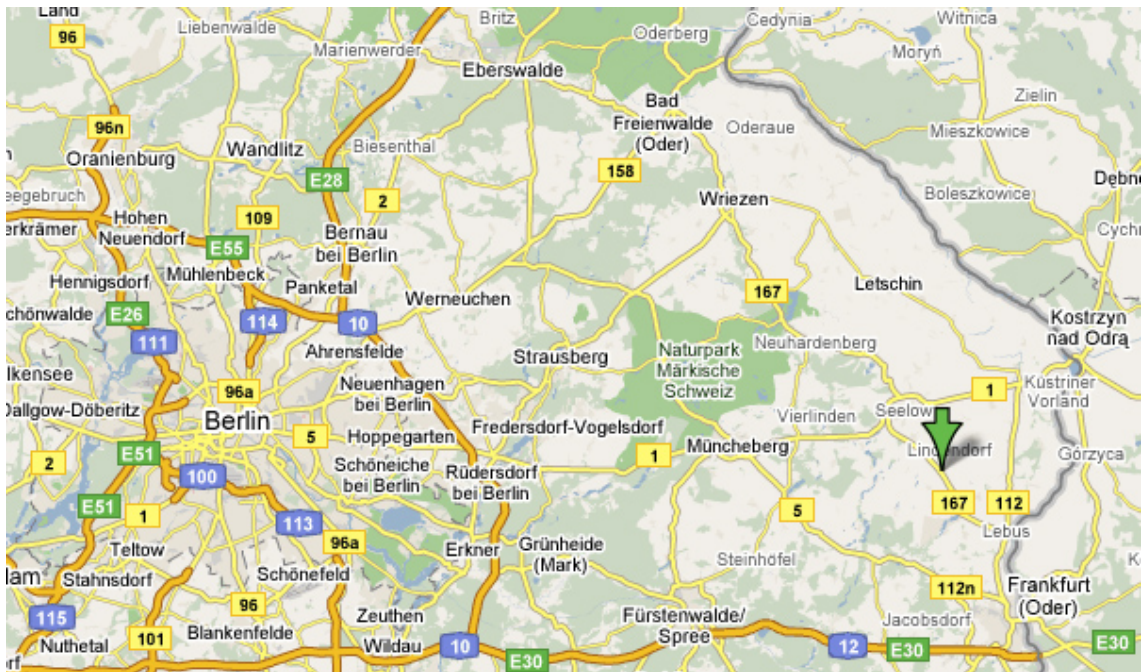 Land
96
Liebenwalde
Britz
Marienwerder
Oderberg
Cedynia
Witnica
Moryń
Eberswalde
Zielin
96n
Bad
Freienwalde
(Oder)
Oderaue
Mieszkowice
Oranienburg
Wandlitz
Biesenthal
158
E28
2
Dębno
eegebruch
Boleszkowice
Wriezen
erkrämer
Hohen
Neuendorf
109
Bernau
bei Berlin
Cychr
E55
Hennigsdorf
Mühlenbeck
Panketal
Werneuchen
167
Letschin
E26
114
10
Kostrzyn
nad Odrą
chönwalde
111
Ahrensfelde
Strausberg
Naturpark
Märkische
Schweiz
Neuhardenberg
lkensee
96a
Neuenhagen
bei Berlin
1
Küstriner
Vorland
Dallgow-Döberitz
Berlin
5
Hoppegarten
Fredersdorf-Vogelsdorf
Vierlinden
Seelow
Lindendorf
2
E51
100
Schöneiche
bei Berlin
Rüdersdorf
bei Berlin
1
Müncheberg
Górzyca
E51
1
113
96a
5
167
112
Lebus
Teltow
Erkner
Grünheide
(Mark)
Steinhöfel
am
Stahnsdorf
Schönefeld
112n
Frankfurt
(Oder)
115
96
Zeuthen
Fürstenwalde/
Spree
Jacobsdorf
Nuthetal
101
Blankenfelde
Wildau
10
E30
12
E30
E30